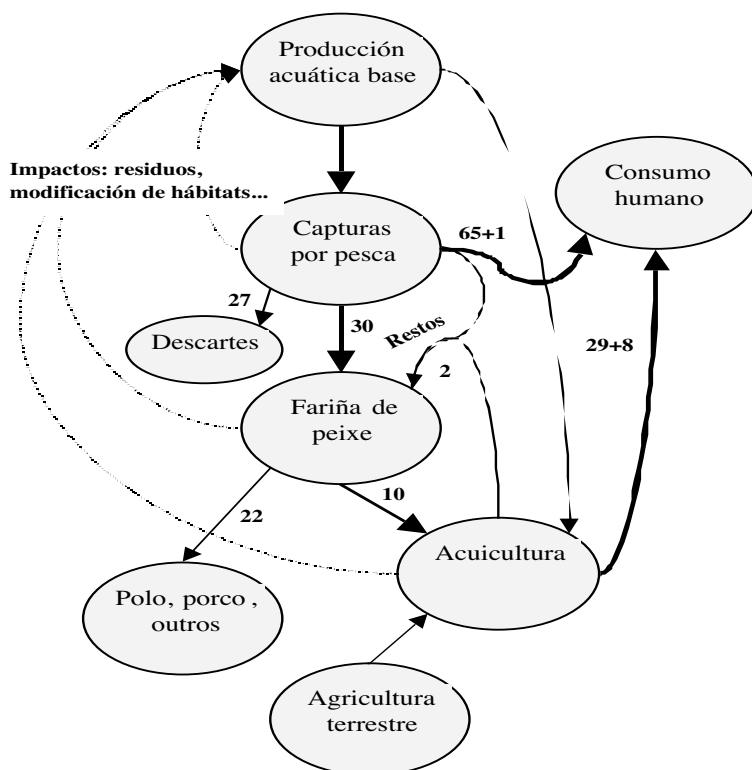 Producción
acuática base
Impactos: residuos,
modificación de hábitats...
Consumo
humano
Capturas
por pesca
65+1
27
30
Restos
Descartes
2
29+8
Fariña de
peixe
10
22
Acuicultura
Polo, porco ,
outros
Agricultura
terrestre